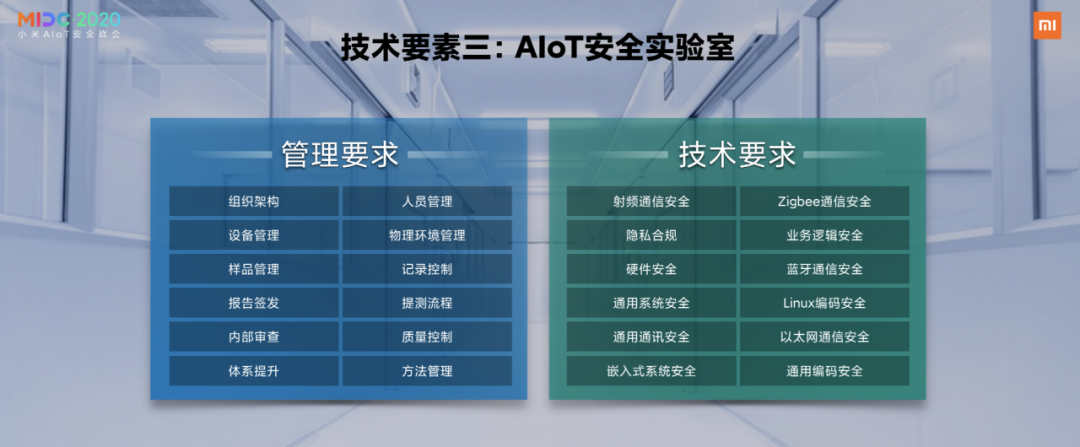 MIDC 2020
小米AIoT安全峰会
技术要素三：AIoT安全实验室
管理要求
组织架构 人员管理
设备管理 物理环境管理
样品管理 记录控制
报告签发 提测流程
内部审查 质量控制
体系提升 方法管理
技术要求
射频通信安全 Zigbee通信安全
隐私合规 业务逻辑安全
硬件安全 蓝牙通信安全
通用系统安全 Linux编码安全
通用通讯安全 以太网通信安全
嵌入式系统安全 通用编码安全